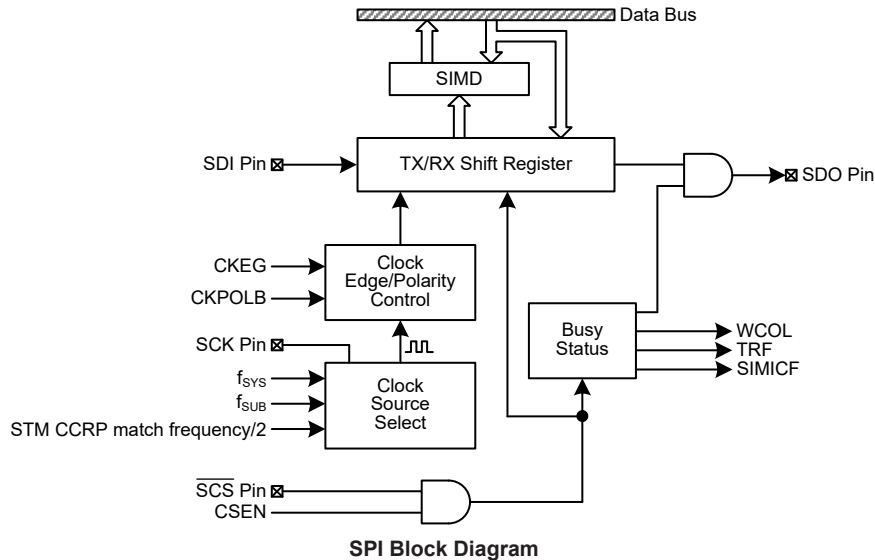 Data Bus
SIMD
SDI Pin
TX/RX Shift Register
SDO Pin
CKEG
CKPOLB
Clock
Edge/Polarity
Control
SCK Pin
fSYS
fSUB
STM CCRP match frequency/2
Clock
Source
Select
Busy
Status
WCOL
TRF
SIMICF
SCS Pin
CSEN
SPI Block Diagram